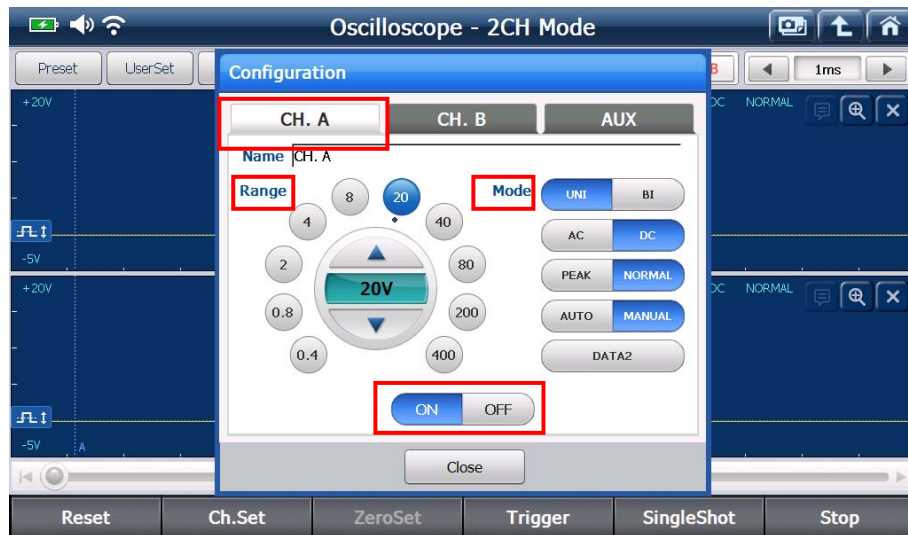 Oscilloscope - 2CH Mode
Preset UserSet B 1ms
Configuration
+20V DC NORMAL
CH. A CH. B AUX
Name CH. A
Range Mode
8 20 UNI BI
4 40 AC DC
-5V
2 80 PEAK NORMAL
+20V 20V DC NORMAL
0.8 200 AUTO MANUAL
0.4 400 DATA2
ON OFF
-5V A
Close
Reset Ch.Set ZeroSet Trigger SingleShot Stop